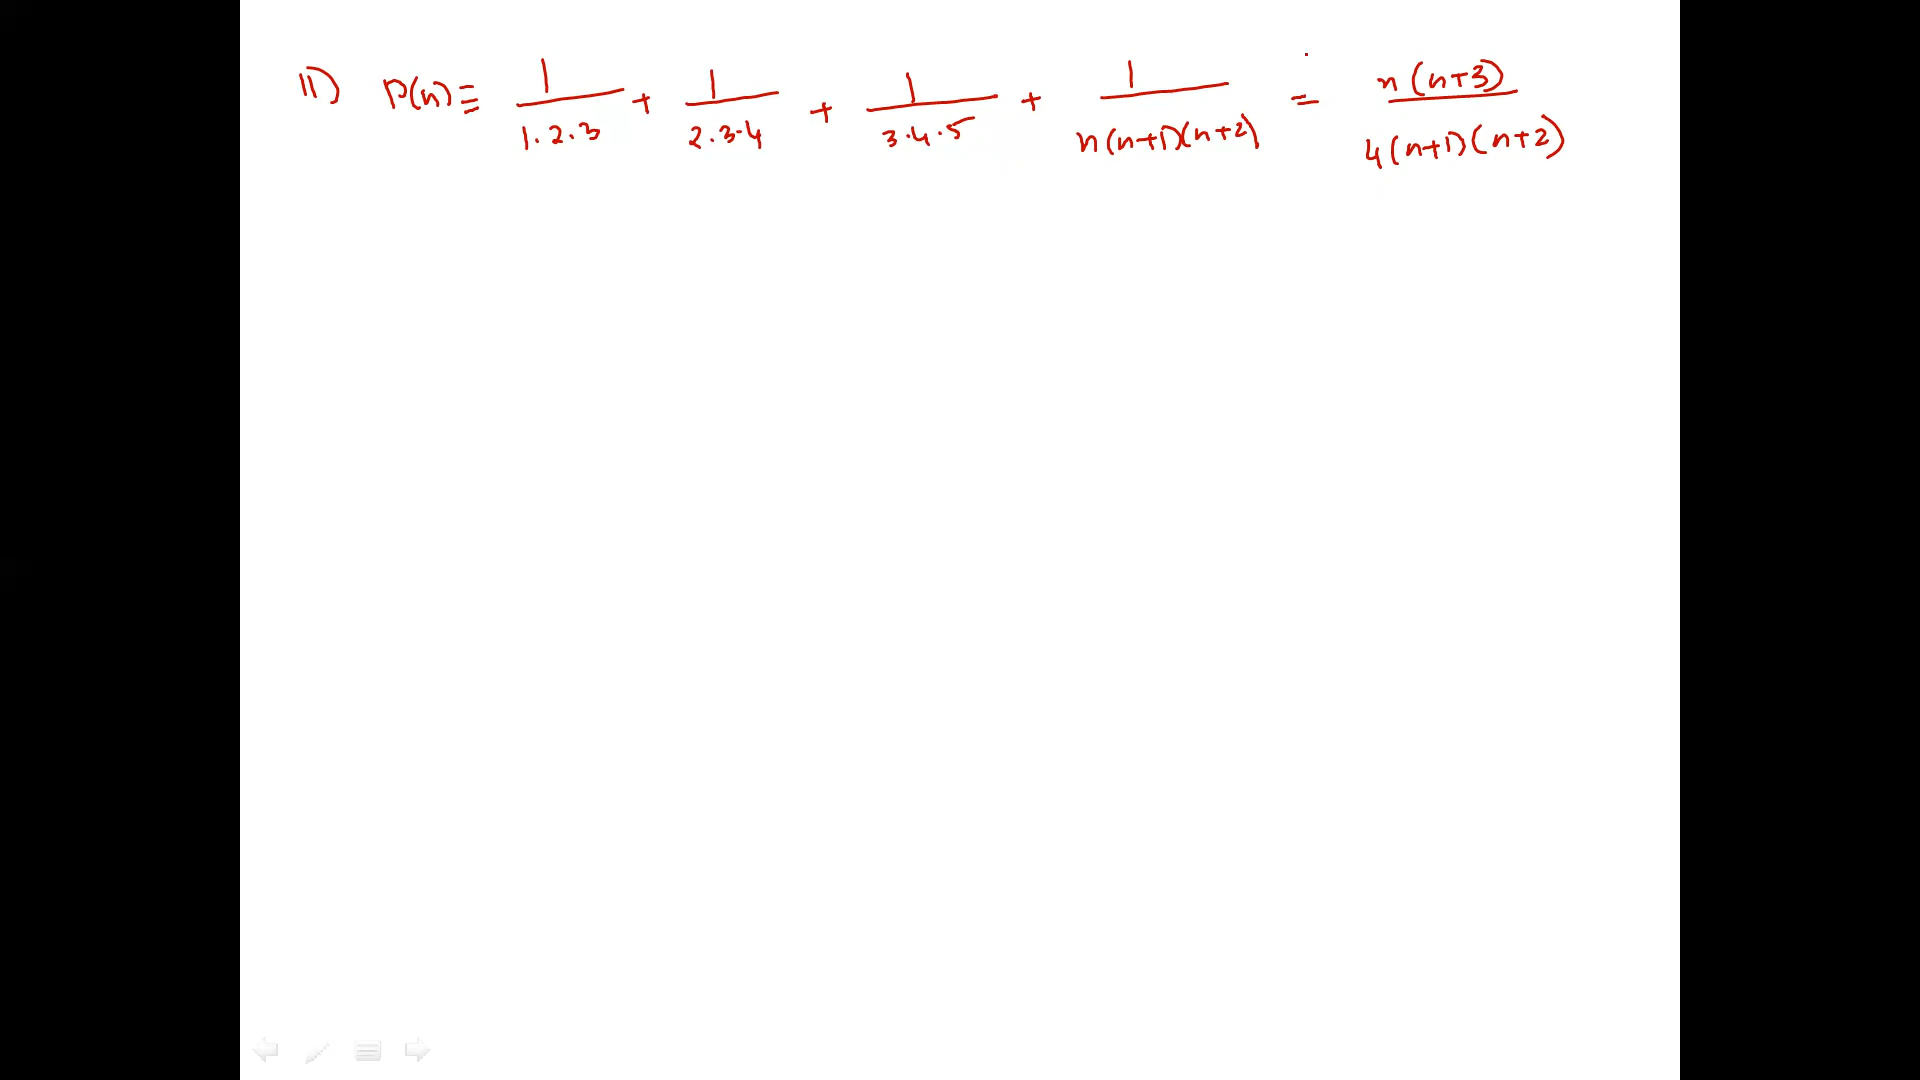 11) P(n) ≡ 1/(1·2·3) + 1/(2·3·4) + 1/(3·4·5) + 1/(n(n+1)(n+2)) = n(n+3)/(4(n+1)(n+2))